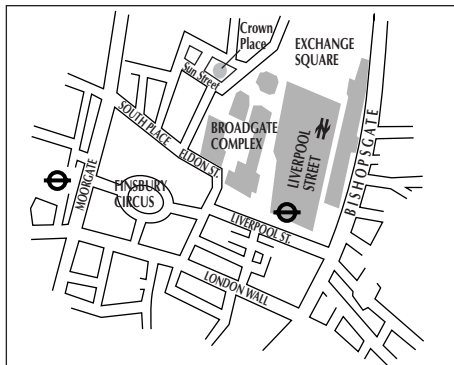 Crown
Place
EXCHANGE
SQUARE
Sun Street
SOUTH PLACE
BROADGATE
COMPLEX
ELDON ST.
LIVERPOOL
STREET
BISHOPSGATE
MOORGATE
FINSBURY
CIRCUS
LIVERPOOL ST.
LONDON WALL